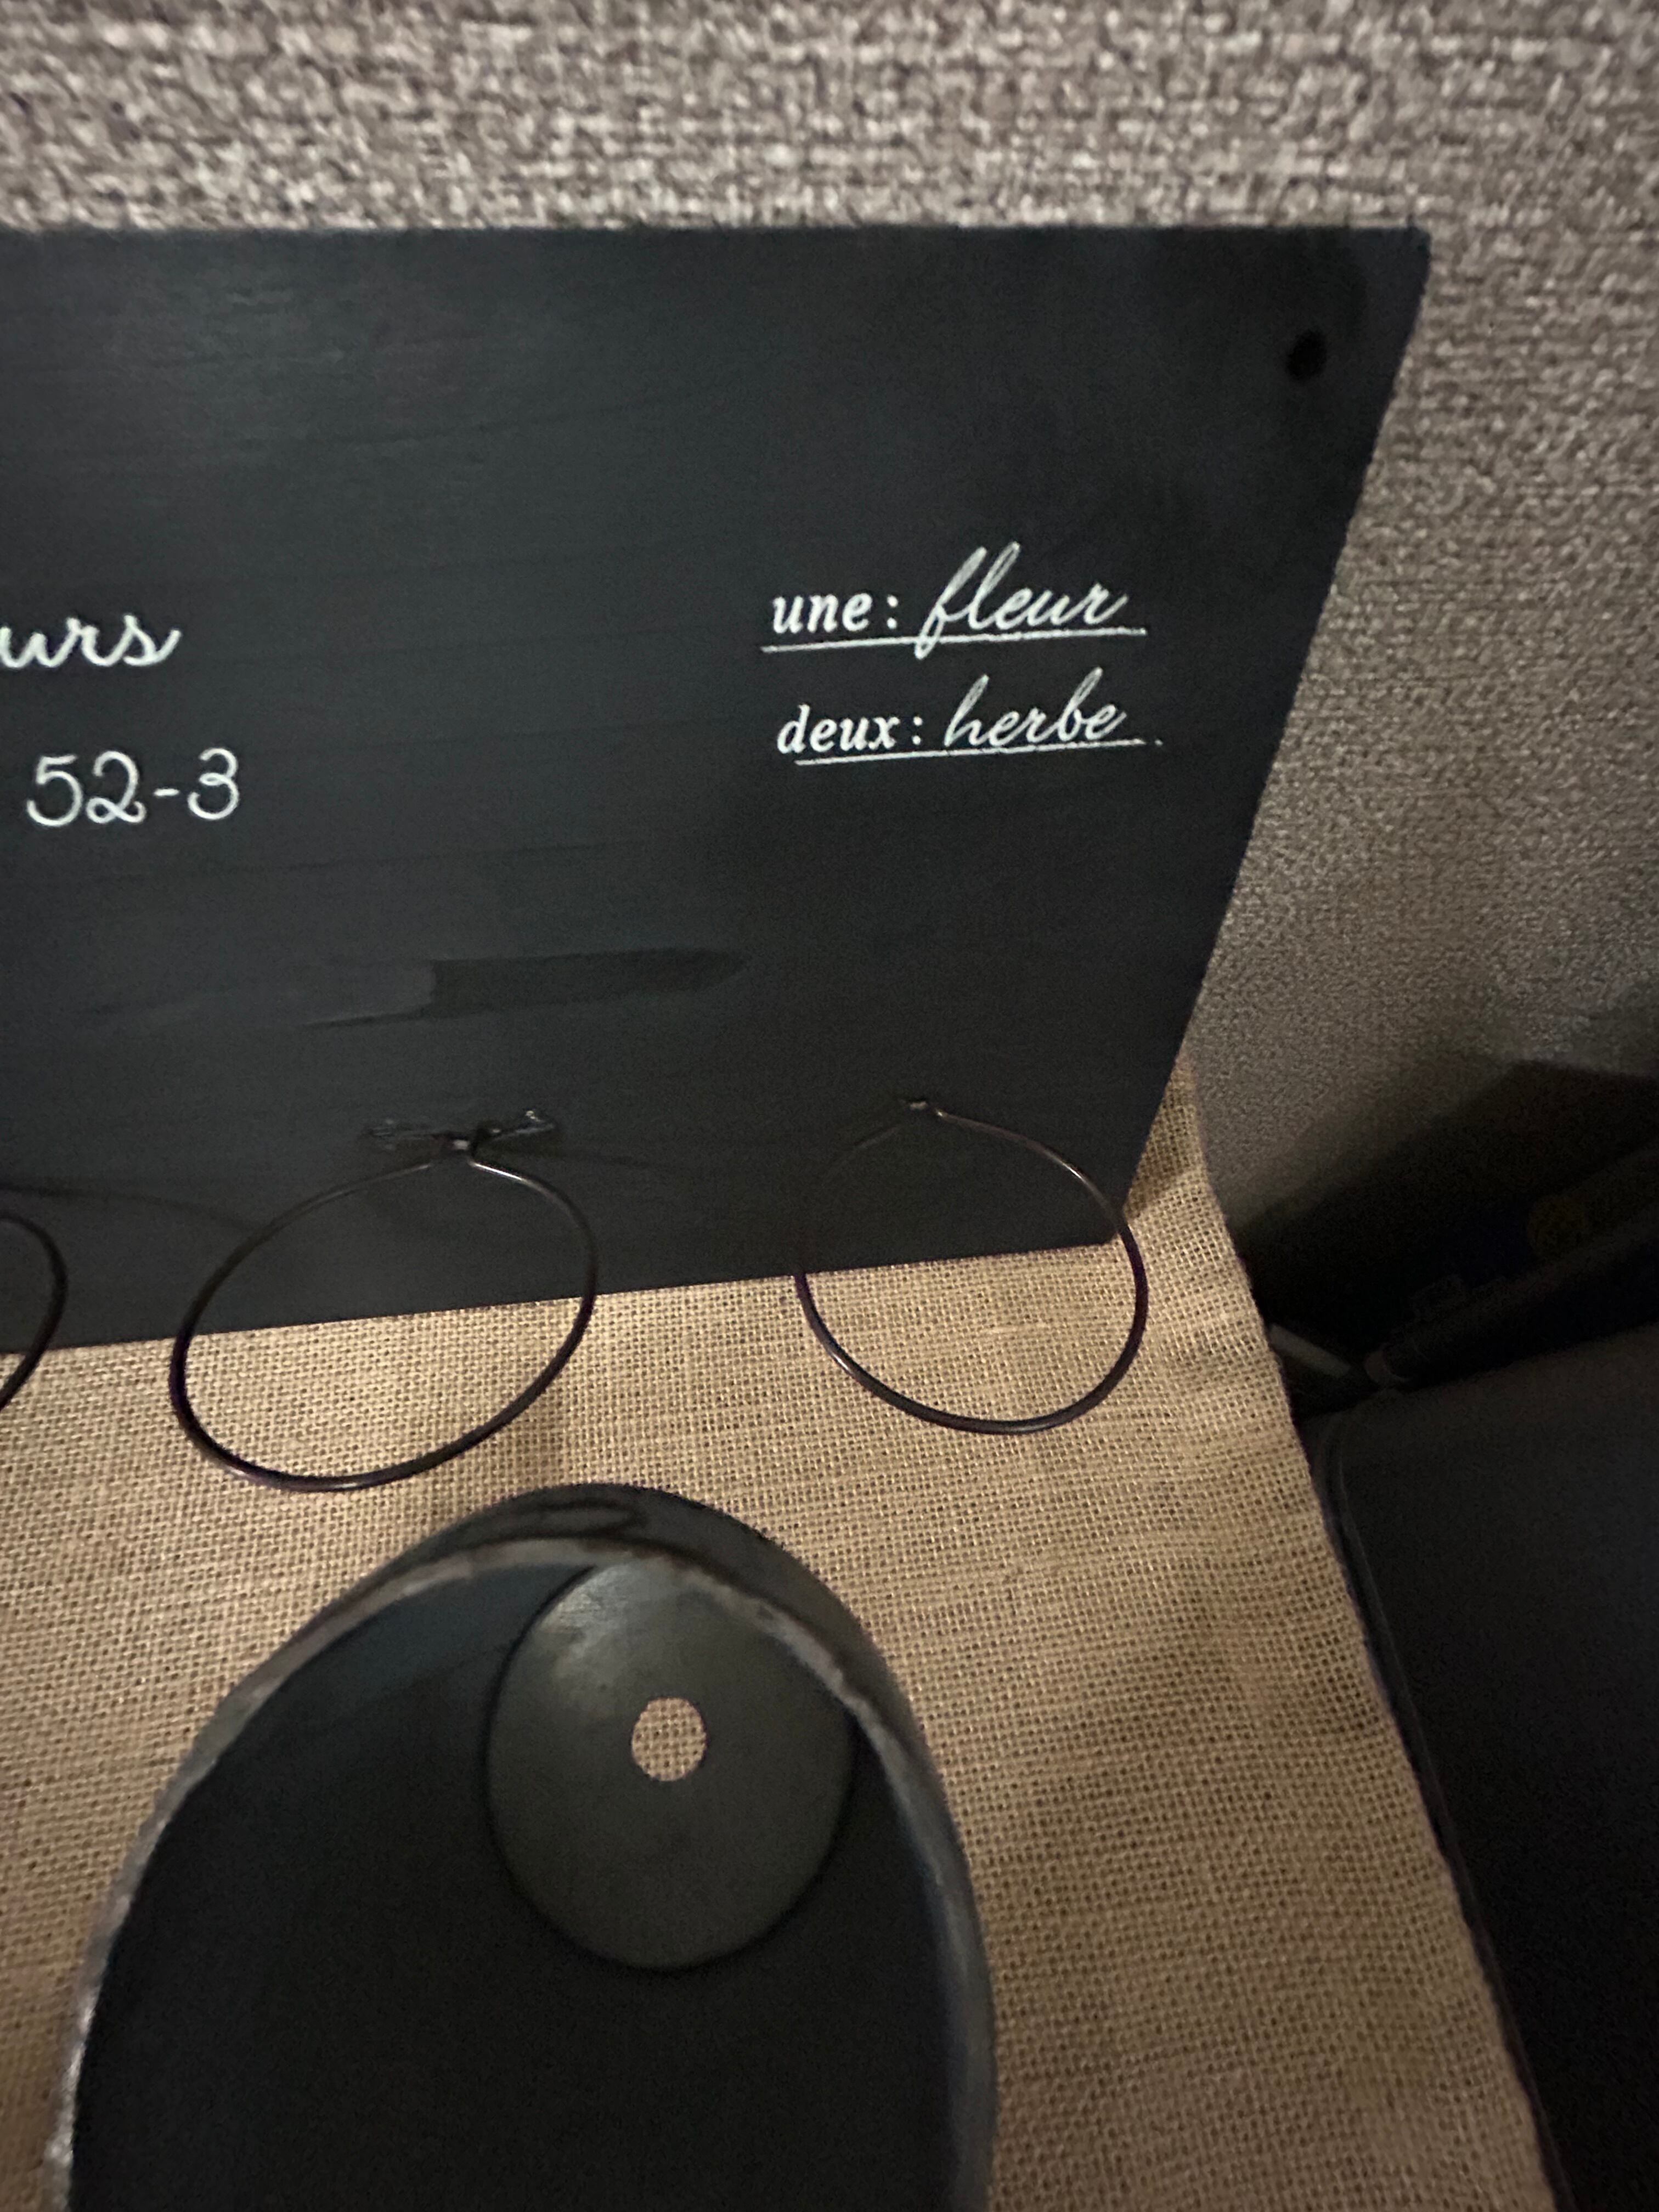 urs
52-3
une: fleur
deux: herbe